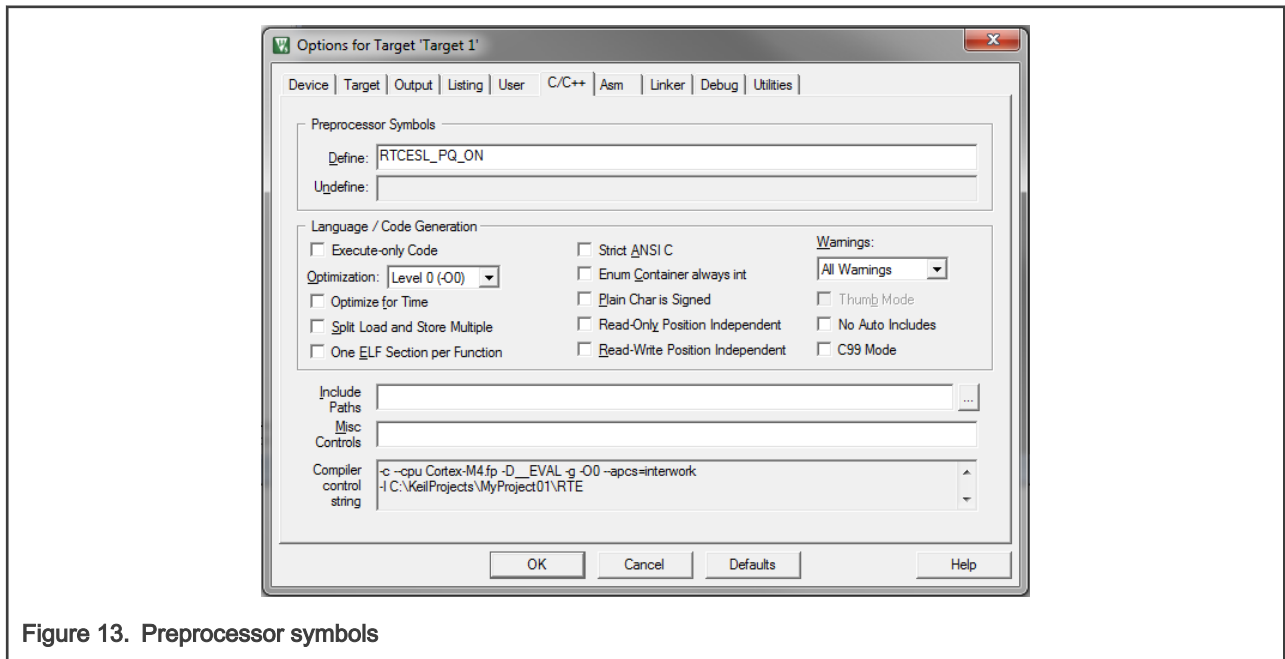 Options for Target 'Target 1'
Device Target Output Listing User C/C++ Asm Linker Debug Utilities
Preprocessor Symbols
Define: RTCESL_PQ_ON
Undefine:
Language / Code Generation
Execute-only Code
Optimization: Level 0 (-O0)
Optimize for Time
Split Load and Store Multiple
One ELF Section per Function
Strict ANSI C
Enum Container always int
Plain Char is Signed
Read-Only Position Independent
Read-Write Position Independent
Warnings:
All Warnings
Thumb Mode
No Auto Includes
C99 Mode
Include
Paths
...
Misc
Controls
Compiler
control
string
-c --cpu Cortex-M4.fp -D__EVAL -g -O0 --apcs=interwork
-I C:\KeilProjects\MyProject01\RTE
OK Cancel Defaults Help
Figure 13. Preprocessor symbols